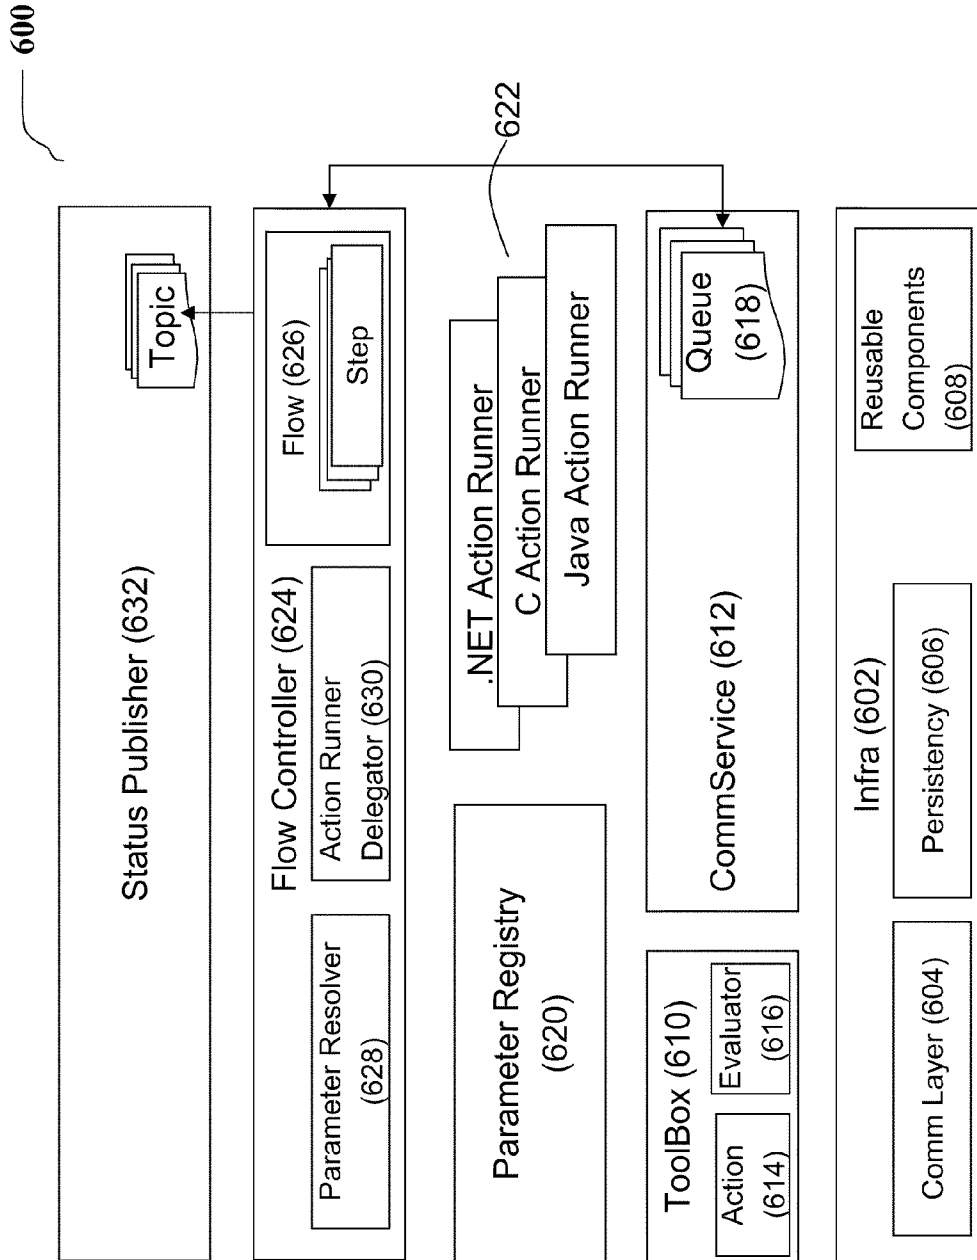 600
Status Publisher (632)
Topic
Flow Controller (624)
Parameter Resolver
(628)
Action Runner
Delegator (630)
Flow (626)
Step
Parameter Registry
(620)
.NET Action Runner
C Action Runner
Java Action Runner
622
ToolBox (610)
Action
(614)
Evaluator
(616)
CommService (612)
Queue
(618)
Infra (602)
Comm Layer (604)
Persistency (606)
Reusable
Components
(608)